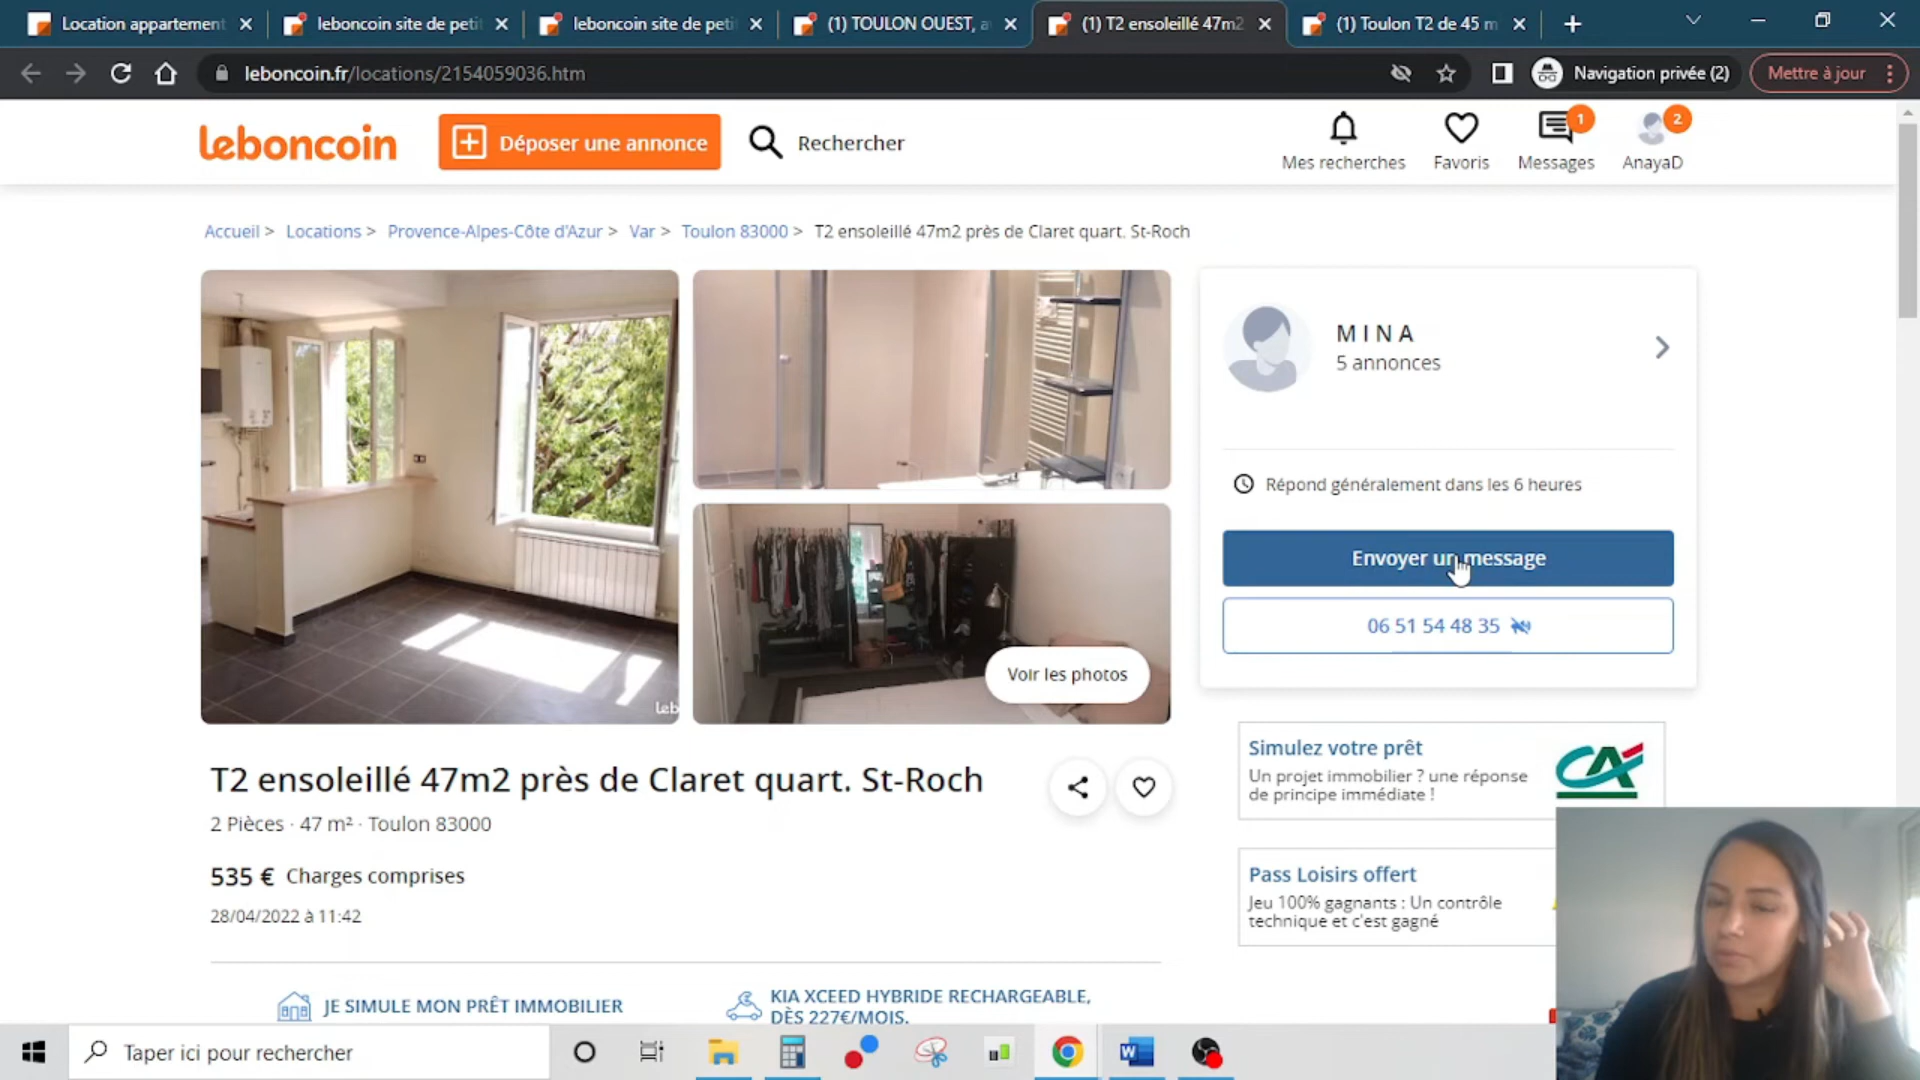 Location appartement
leboncoin site de petit
leboncoin site de petit
(1) TOULON OUEST, a
(1) T2 ensoleillé 47m2
(1) Toulon T2 de 45 m
leboncoin.fr/locations/2154059036.htm
Navigation privée (2)
Mettre à jour
leboncoin
Déposer une annonce
Rechercher
Mes recherches
Favoris
1
Messages
2
AnayaD
Accueil > Locations > Provence-Alpes-Côte d'Azur > Var > Toulon 83000 > T2 ensoleillé 47m2 près de Claret quart. St-Roch
M I N A
5 annonces
Répond généralement dans les 6 heures
Envoyer un message
06 51 54 48 35
Voir les photos
leb
T2 ensoleillé 47m2 près de Claret quart. St-Roch
2 Pièces · 47 m² · Toulon 83000
535 € Charges comprises
28/04/2022 à 11:42
Simulez votre prêt
Un projet immobilier ? une réponse
de principe immédiate !
CA
Pass Loisirs offert
Jeu 100% gagnants : Un contrôle
technique et c'est gagné
JE SIMULE MON PRÊT IMMOBILIER
KIA XCEED HYBRIDE RECHARGEABLE,
DÈS 227€/MOIS.
Taper ici pour rechercher